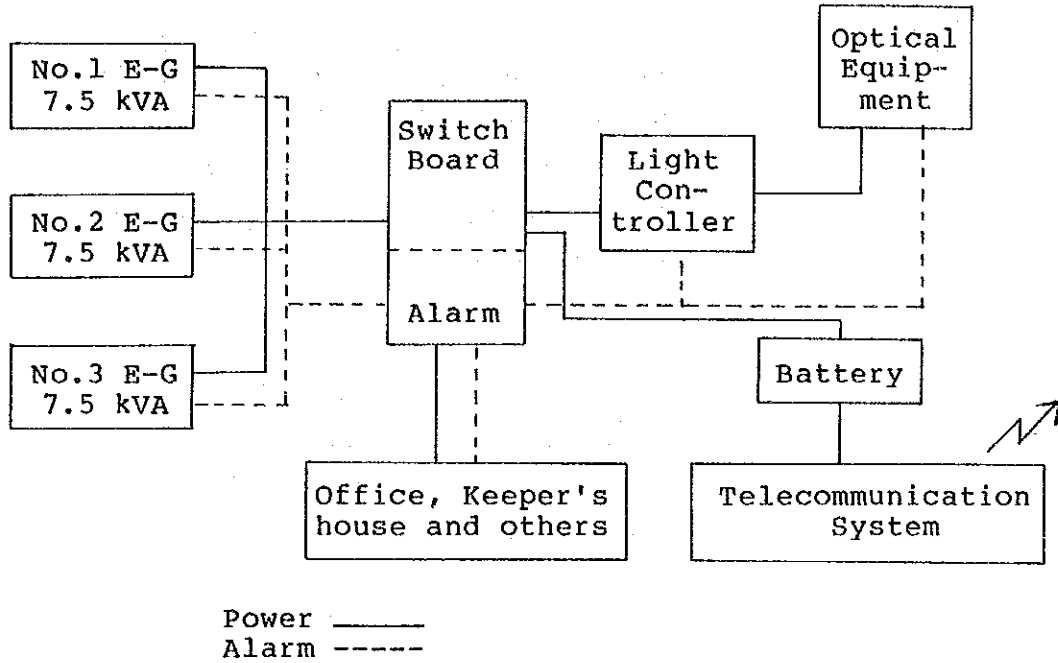 No.1 E-G
7.5 kVA
No.2 E-G
7.5 kVA
No.3 E-G
7.5 kVA
Switch
Board
Alarm
Light
Con-
troller
Optical
Equip-
ment
Battery
Office, Keeper's
house and others
Telecommunication
System
Power
Alarm